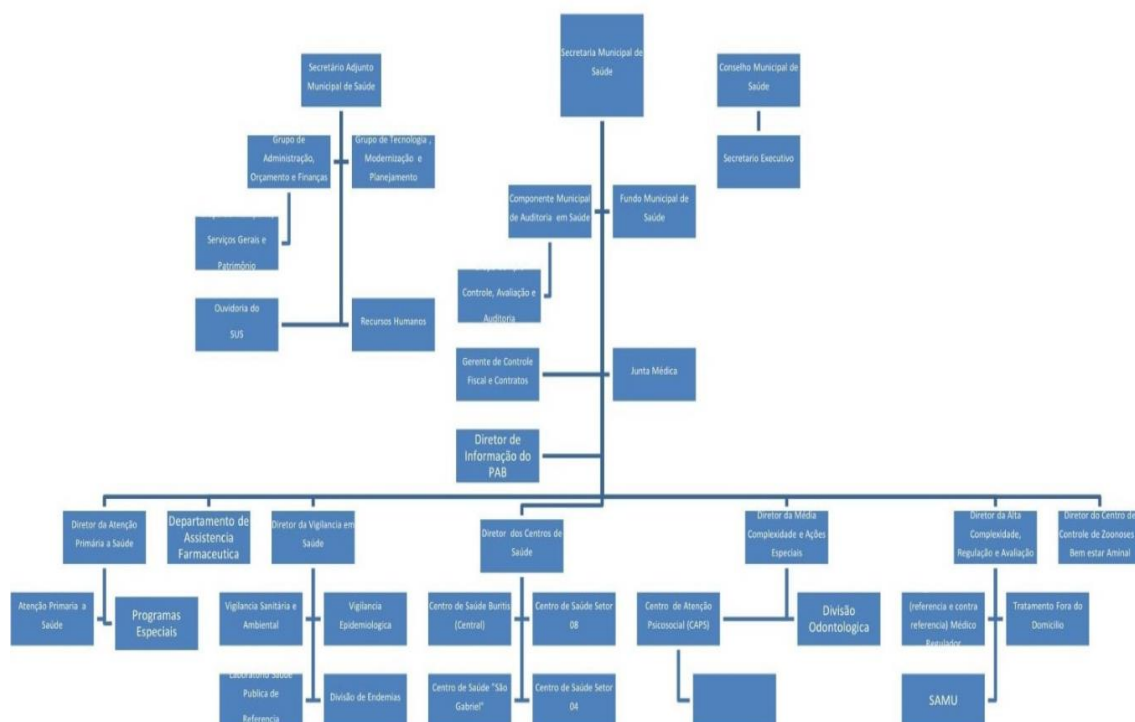 Secretaria Municipal de
Saúde
Secretário Adjunto
Municipal de Saúde
Conselho Municipal de
Saúde
Grupo de
Administração,
Orçamento e Finanças
Grupo de Tecnologia ,
Modernização e
Planejamento
Secretario Executivo
Componente Municipal
de Auditoria em Saúde
Fundo Municipal de
Saúde
Serviços Gerais e
Patrimônio
Controle, Avaliação e
Auditoria
Ouvidoria do
SUS
Recursos Humanos
Gerente de Controle
Fiscal e Contratos
Junta Médica
Diretor de
Informação do
PAB
Diretor da Atenção
Primária a Saúde
Departamento de
Assistencia
Farmaceutica
Diretor da Vigilancia em
Saúde
Diretor dos Centros de
Saúde
Diretor da Média
Complexidade e Ações
Especiais
Diretor da Alta
Complexidade,
Regulação e Avaliação
Diretor do Centro de
Controle de Zoonoses
Bem estar Aminal
Atenção Primaria a
Saúde
Programas
Especiais
Vigilancia Sanitária e
Ambiental
Vigilancia
Epidemiologica
Centro de Saúde Buritis
(Central)
Centro de Saúde Setor
08
Centro de Atenção
Psicosocial (CAPS)
Divisão
Odontologica
(referencia e contra
referencia) Médico
Regulador
Tratamento Fora do
Domicilio
Laboratorio Saúde
Publica de
Referencia
Divisão de Endemias
Centro de Saúde "São
Gabriel"
Centro de Saúde Setor
04
SAMU